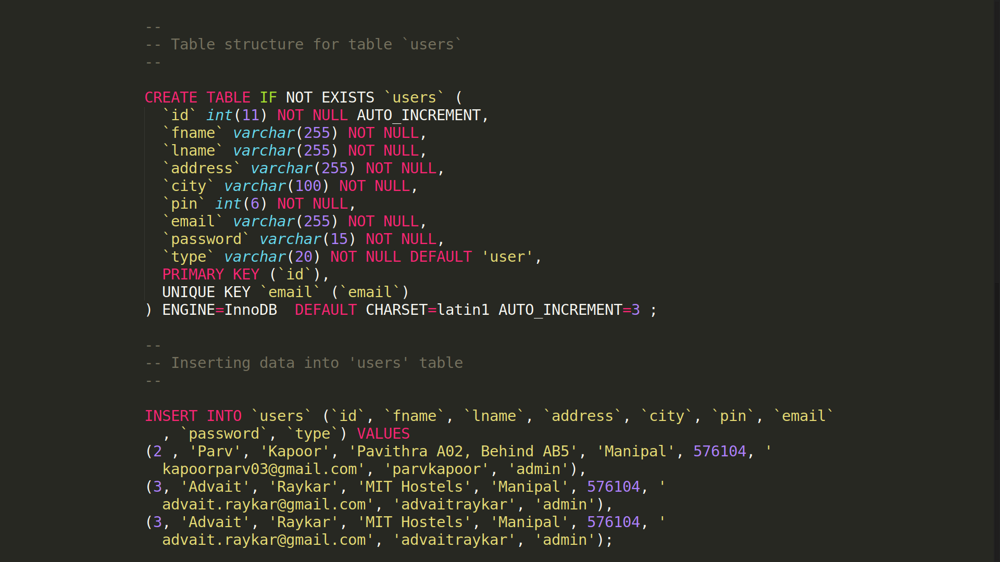 --
-- Table structure for table `users`
--
CREATE TABLE IF NOT EXISTS `users` (
`id` int(11) NOT NULL AUTO_INCREMENT,
`fname` varchar(255) NOT NULL,
`lname` varchar(255) NOT NULL,
`address` varchar(255) NOT NULL,
`city` varchar(100) NOT NULL,
`pin` int(6) NOT NULL,
`email` varchar(255) NOT NULL,
`password` varchar(15) NOT NULL,
`type` varchar(20) NOT NULL DEFAULT 'user',
PRIMARY KEY (`id`),
UNIQUE KEY `email` (`email`)
) ENGINE=InnoDB  DEFAULT CHARSET=latin1 AUTO_INCREMENT=3 ;
--
-- Inserting data into 'users' table
--
INSERT INTO `users` (`id`, `fname`, `lname`, `address`, `city`, `pin`, `email`
, `password`, `type`) VALUES
(2 , 'Parv', 'Kapoor', 'Pavithra A02, Behind AB5', 'Manipal', 576104, '
kapoorparv03@gmail.com', 'parvkapoor', 'admin'),
(3, 'Advait', 'Raykar', 'MIT Hostels', 'Manipal', 576104, '
advait.raykar@gmail.com', 'advaitraykar', 'admin'),
(3, 'Advait', 'Raykar', 'MIT Hostels', 'Manipal', 576104, '
advait.raykar@gmail.com', 'advaitraykar', 'admin');